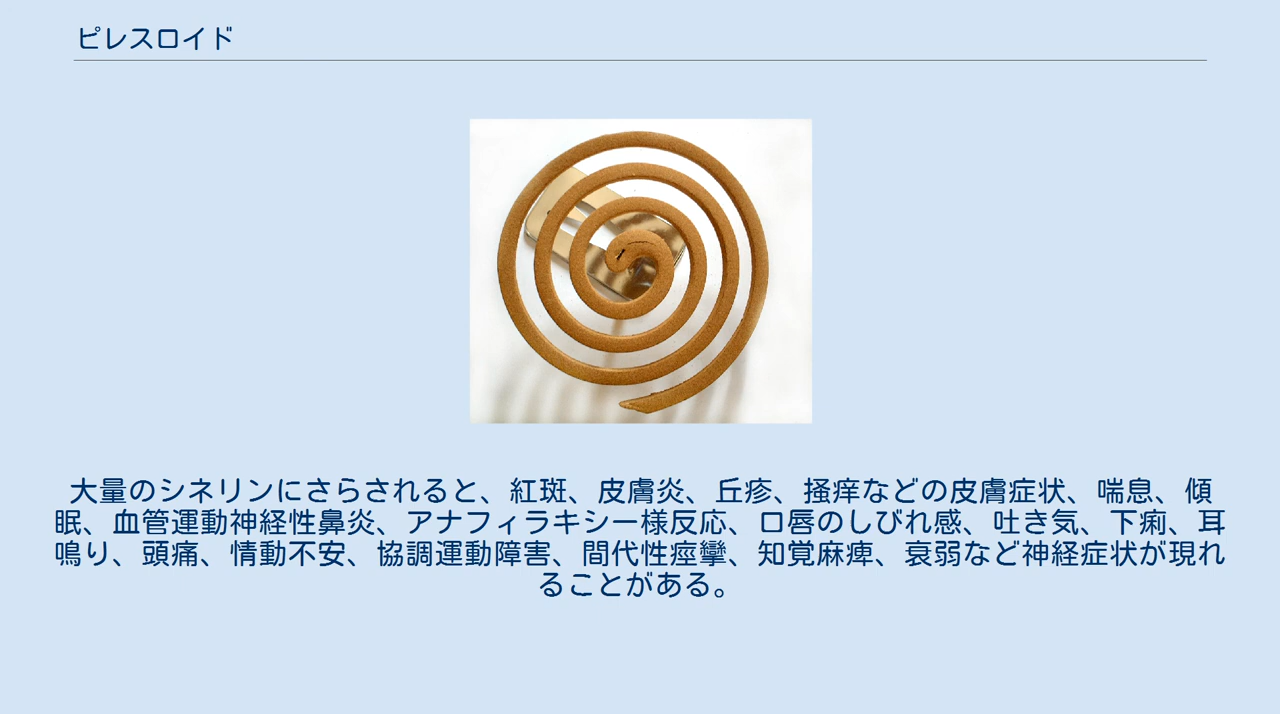 ピレスロイド
大量のシネリンにさらされると、紅斑、皮膚炎、丘疹、掻痒などの皮膚症状、喘息、傾
眠、血管運動神経性鼻炎、アナフィラキシー様反応、口唇のしびれ感、吐き気、下痢、耳
鳴り、頭痛、情動不安、協調運動障害、間代性痙攣、知覚麻痺、衰弱など神経症状が現れ
ることがある。